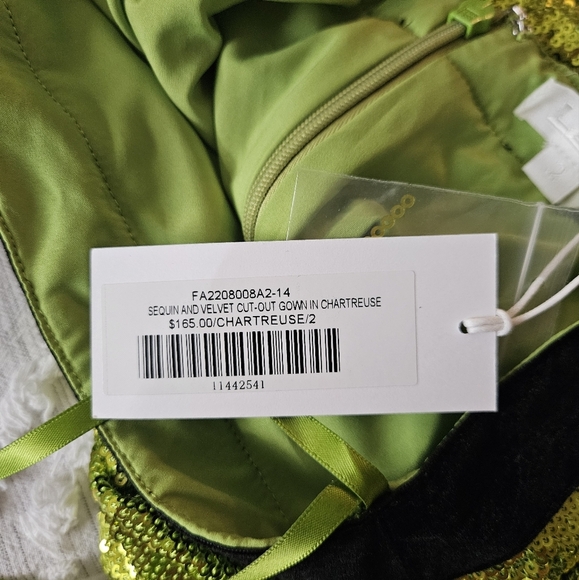 FA2208008A2-14
SEQUIN AND VELVET CUT-OUT GOWN IN CHARTREUSE
$165.00/CHARTREUSE/2
11442541